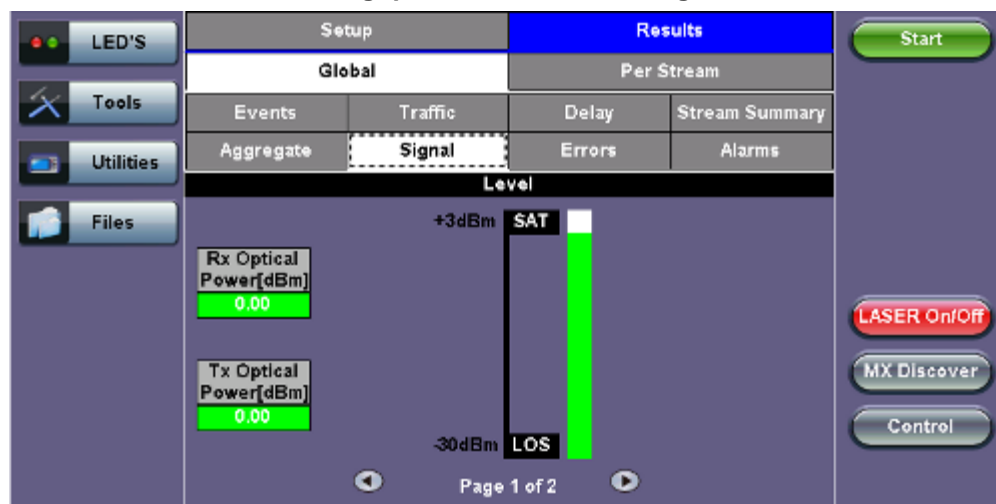 LED'S
Tools
Utilities
Files
Setup Results
Global Per Stream
Events Traffic Delay Stream Summary
Aggregate Signal Errors Alarms
Level
+3dBm SAT
Rx Optical
Power[dBm]
0.00
Tx Optical
Power[dBm]
0.00
-30dBm LOS
Page 1 of 2
Start
LASER On/Off
MX Discover
Control